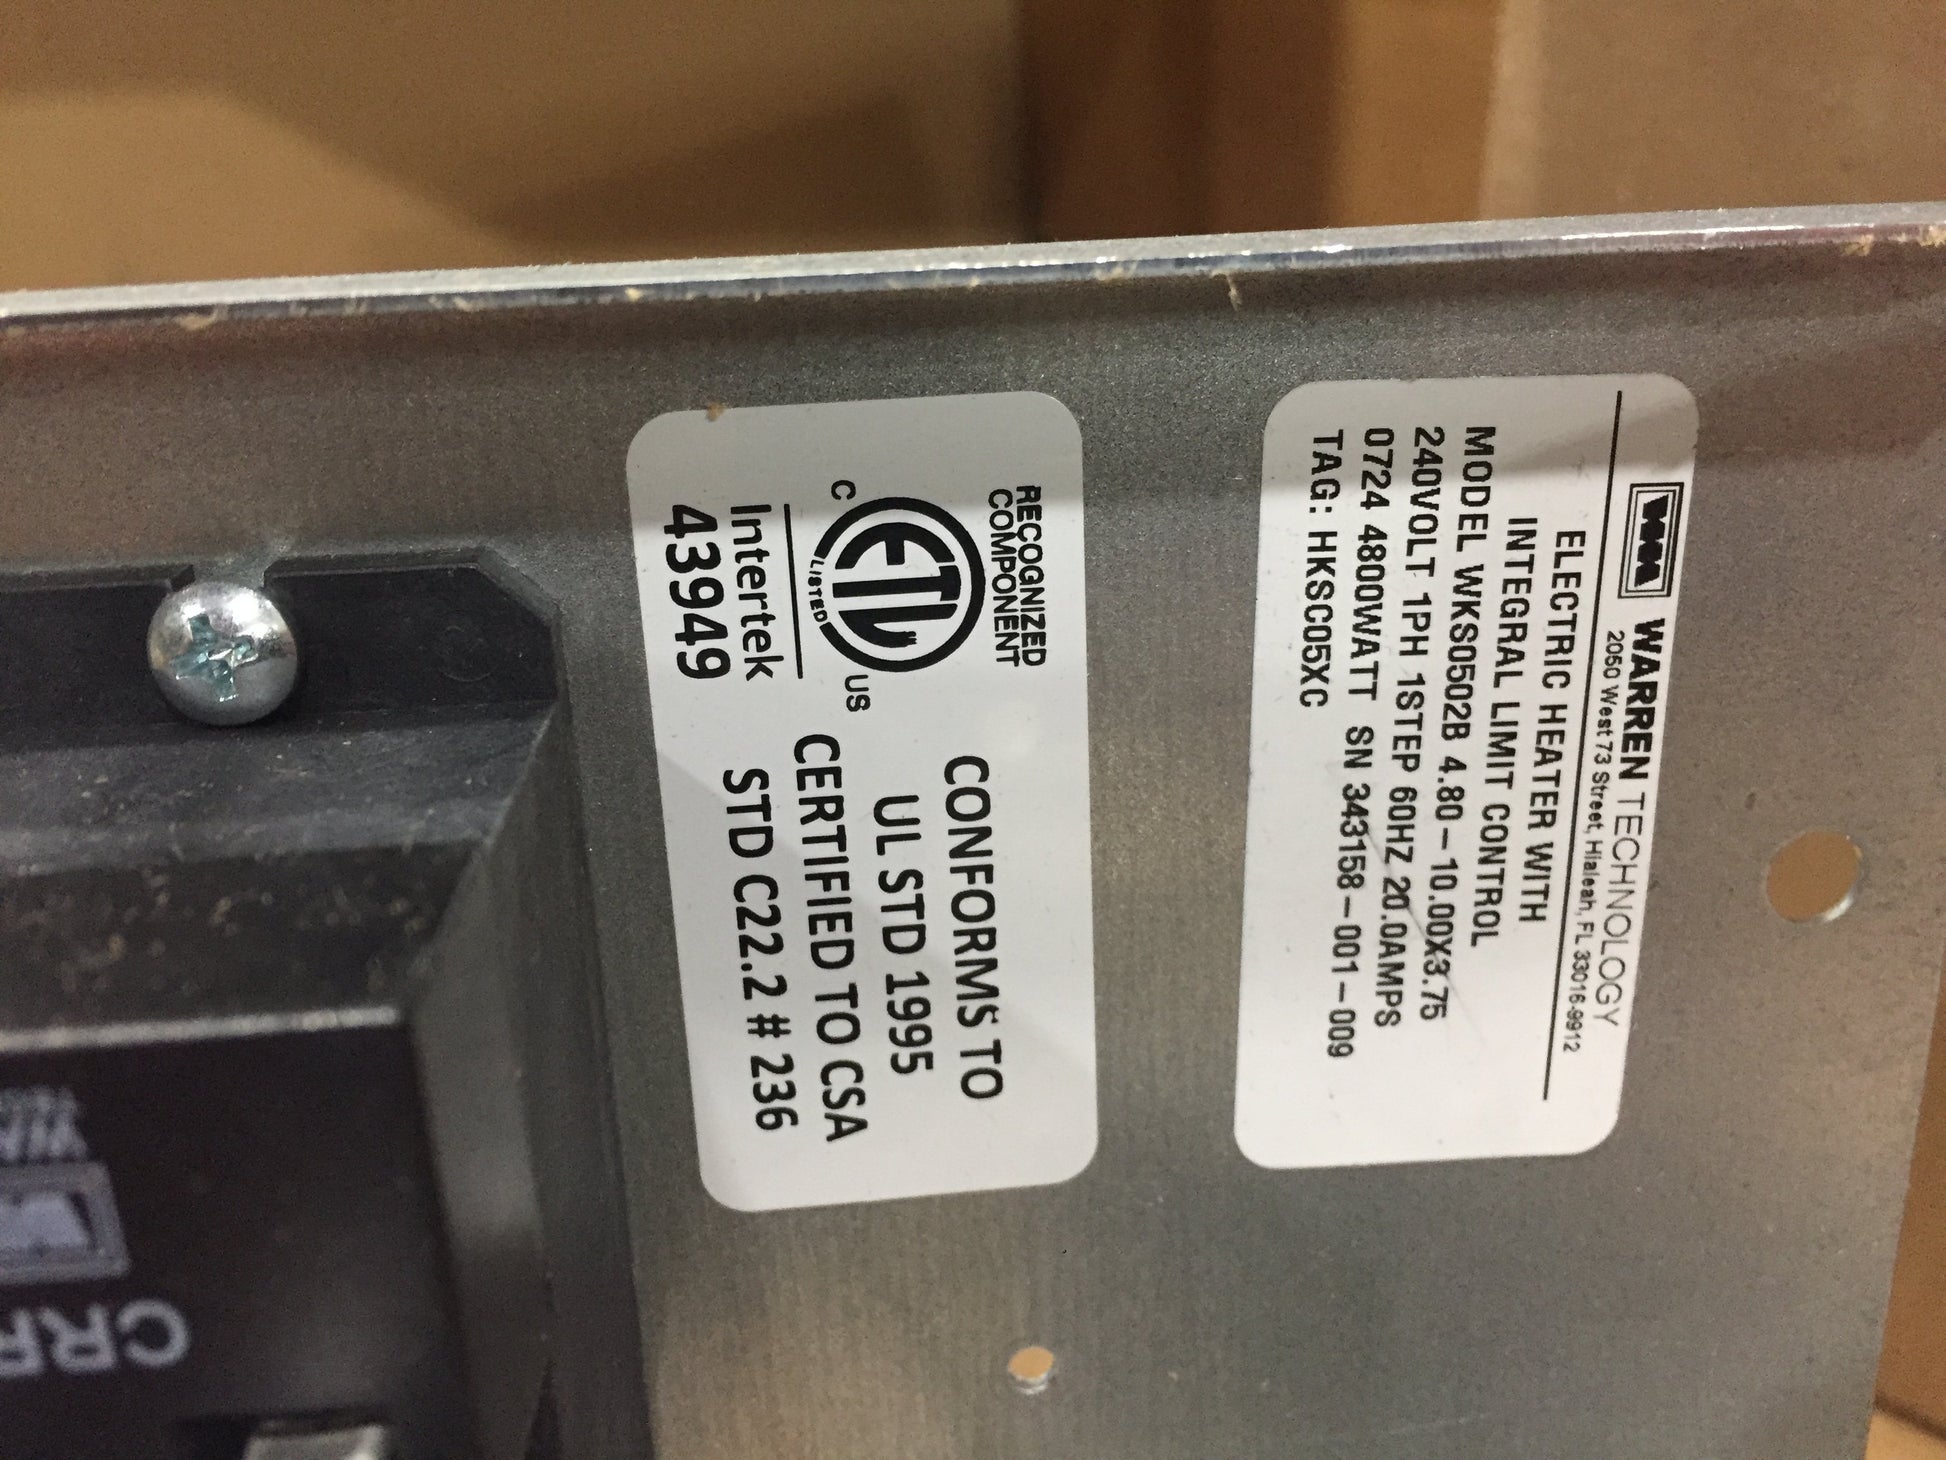 WARREN TECHNOLOGY
2050 West 73 Street, Hialeah, FL 33016-9912
ELECTRIC HEATER WITH
INTEGRAL LIMIT CONTROL
MODEL WKS0502B 4.80-10.00X3.75
240VOLT 1PH 1STEP 60HZ 20.0AMPS
0724 4800WATT SN 343158-001-009
TAG: HKSC05XC
RECOGNIZED
COMPONENT
ETL
LISTED
C US
Intertek
43949
CONFORMS TO
UL STD 1995
CERTIFIED TO CSA
STD C22.2 # 236